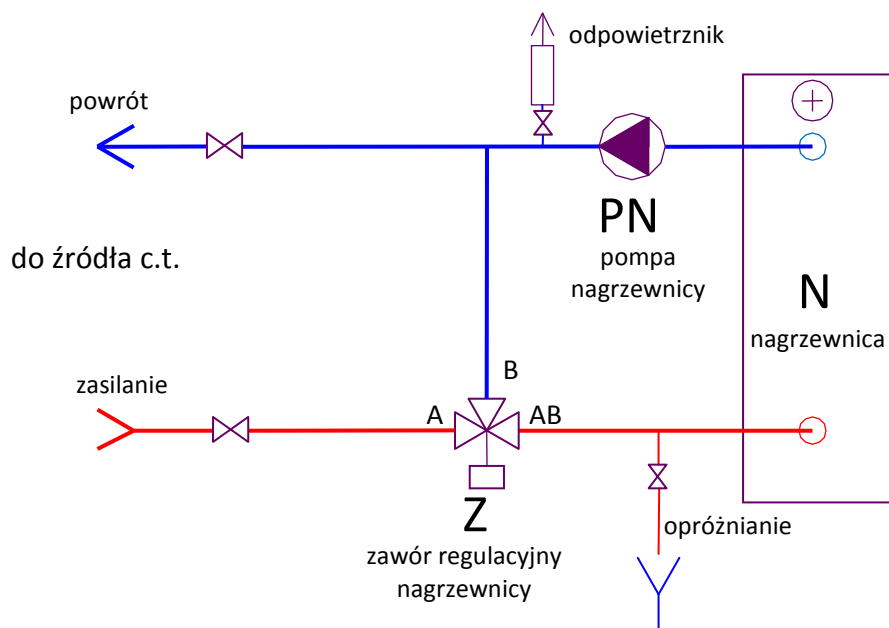 odpowietrznik
powrót
PN
pompa
nagrzewnicy
do źródła c.t.
N
nagrzewnica
zasilanie
B
A
AB
Z
zawór regulacyjny
nagrzewnicy
opróżnianie